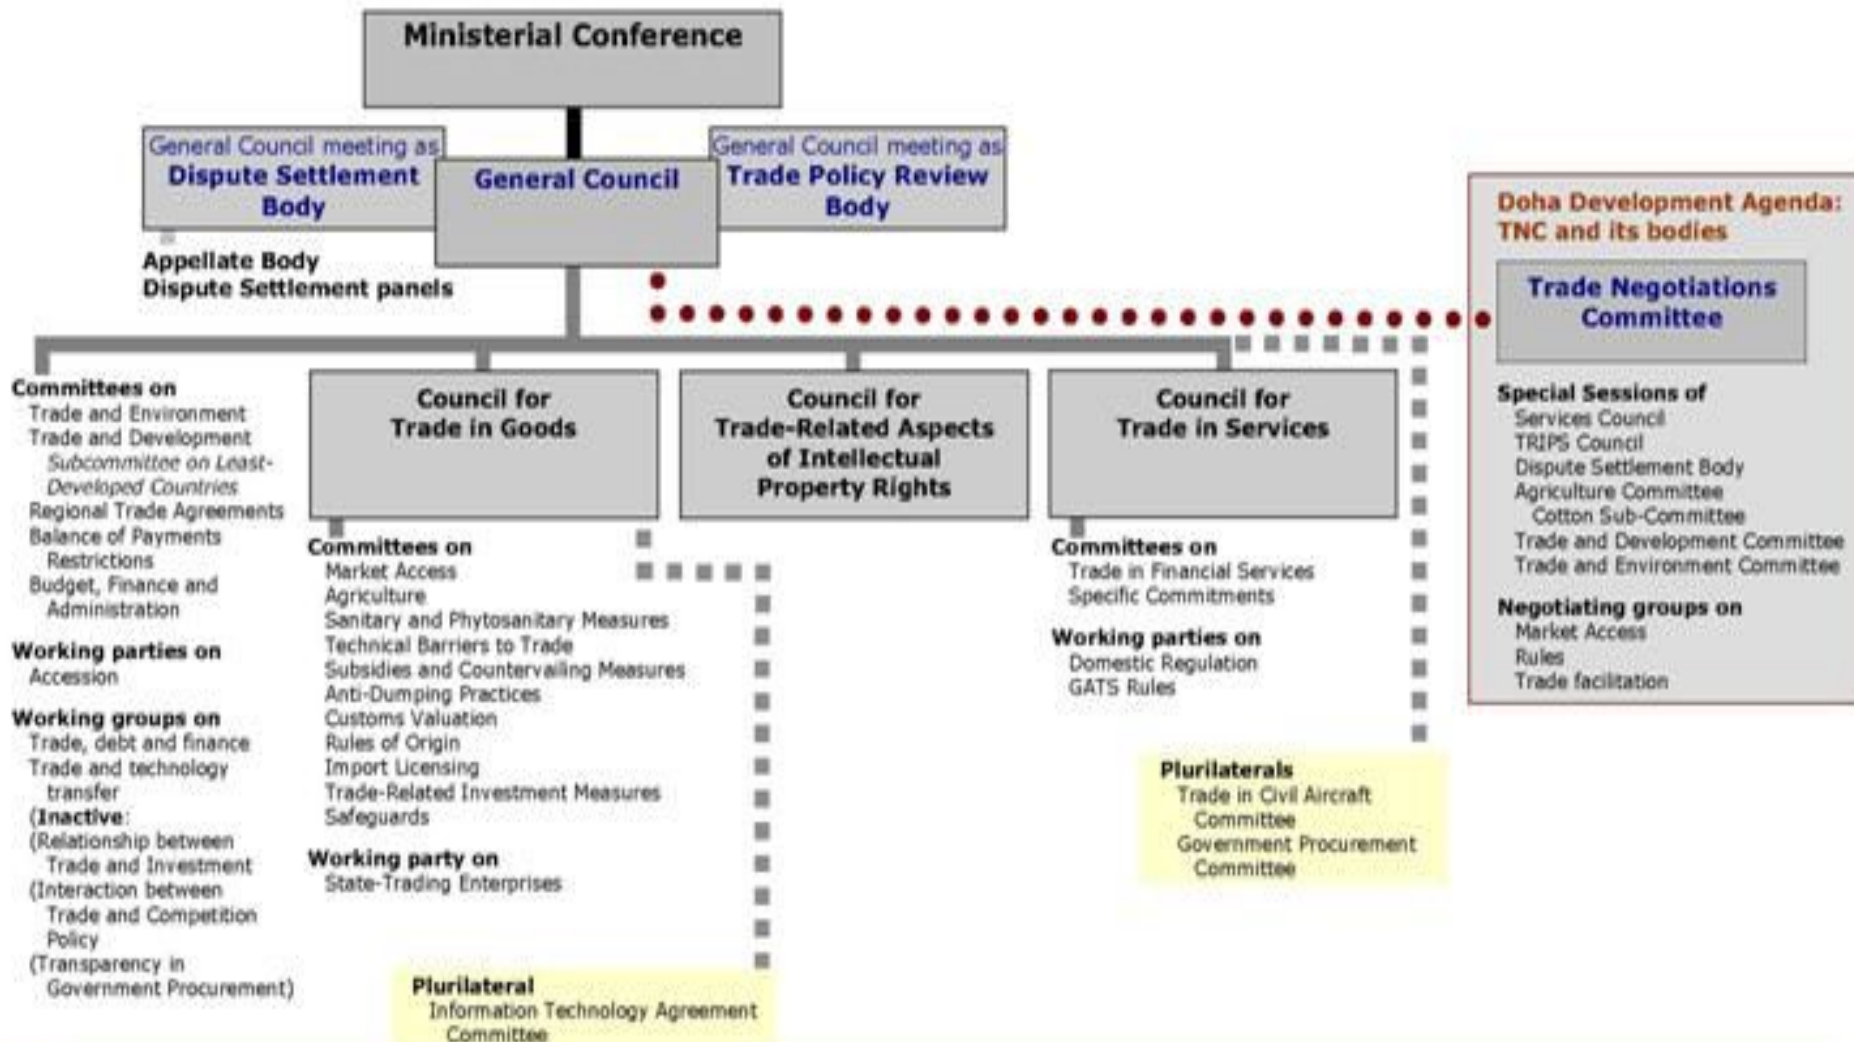 Ministerial Conference
General Council meeting as
Dispute Settlement
Body
General Council
General Council meeting as
Trade Policy Review
Body
Appellate Body
Dispute Settlement panels
Doha Development Agenda:
TNC and its bodies
Trade Negotiations
Committee
Special Sessions of
Services Council
TRIPS Council
Dispute Settlement Body
Agriculture Committee
Cotton Sub-Committee
Trade and Development Committee
Trade and Environment Committee
Negotiating groups on
Market Access
Rules
Trade facilitation
Committees on
Trade and Environment
Trade and Development
Subcommittee on Least-
Developed Countries
Regional Trade Agreements
Balance of Payments
Restrictions
Budget, Finance and
Administration
Working parties on
Accession
Working groups on
Trade, debt and finance
Trade and technology
transfer
(Inactive:
(Relationship between
Trade and Investment
(Interaction between
Trade and Competition
Policy
(Transparency in
Government Procurement)
Council for
Trade in Goods
Committees on
Market Access
Agriculture
Sanitary and Phytosanitary Measures
Technical Barriers to Trade
Subsidies and Countervailing Measures
Anti-Dumping Practices
Customs Valuation
Rules of Origin
Import Licensing
Trade-Related Investment Measures
Safeguards
Working party on
State-Trading Enterprises
Plurilateral
Information Technology Agreement
Committee
Council for
Trade-Related Aspects
of Intellectual
Property Rights
Council for
Trade in Services
Committees on
Trade in Financial Services
Specific Commitments
Working parties on
Domestic Regulation
GATS Rules
Plurilaterals
Trade in Civil Aircraft
Committee
Government Procurement
Committee